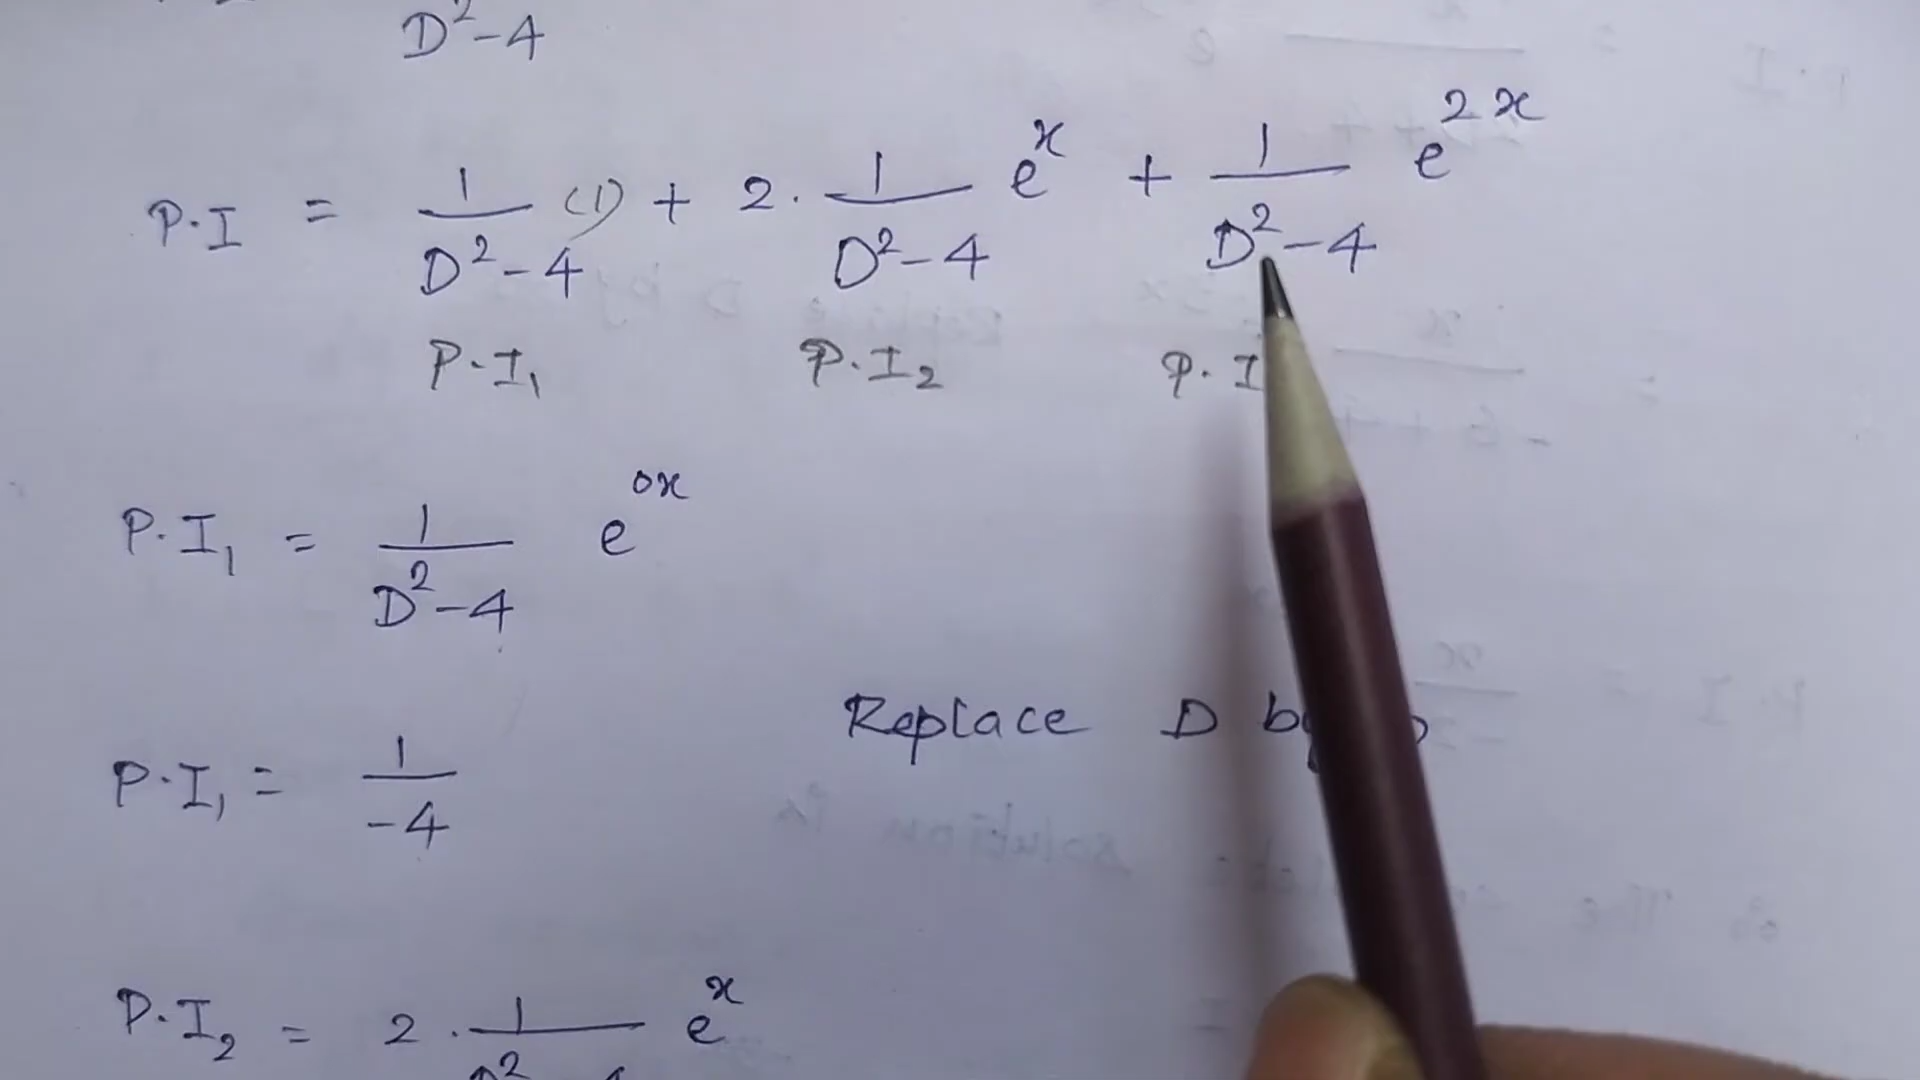 D²-4
P.I = 1/(D²-4) (1) + 2. 1/(D²-4) e^x + 1/(D²-4) e^2x
P.I₁ P.I₂ P.I
P.I₁ = 1/(D²-4) e^0x
Replace D by
P.I₁ = 1/-4
P.I₂ = 2. 1/ e^x